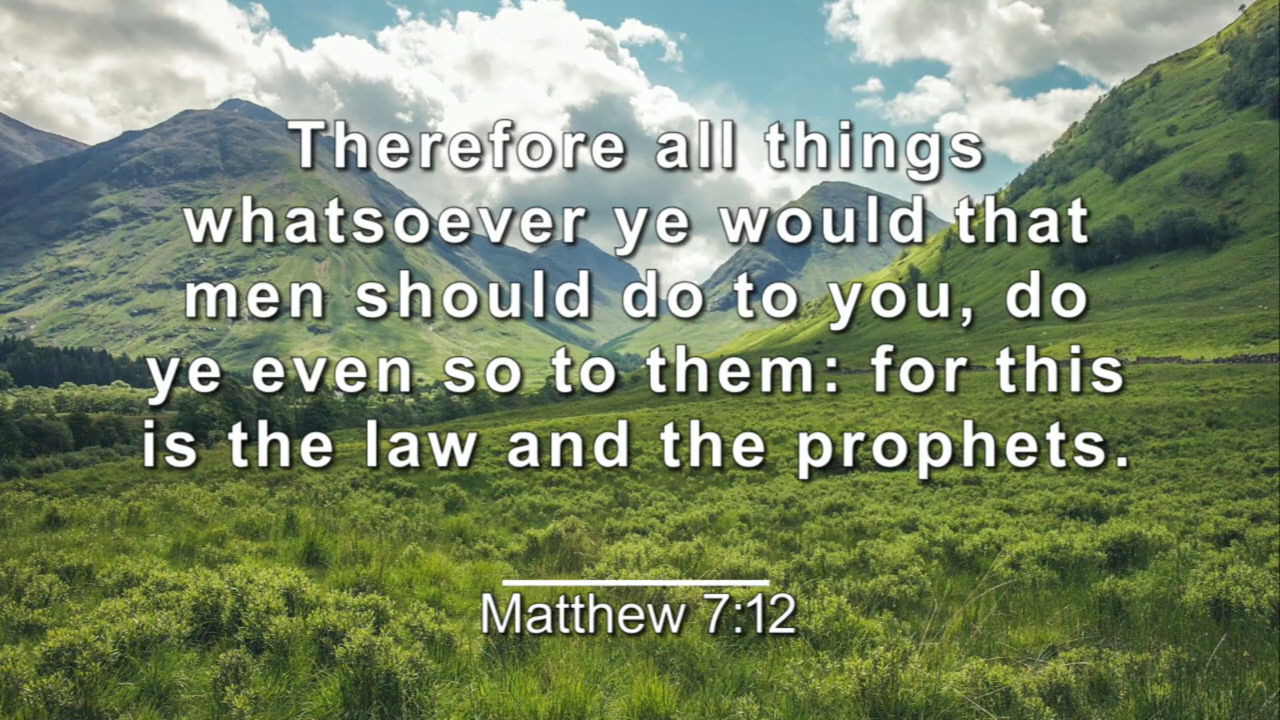 Therefore all things
whatsoever ye would that
men should do to you, do
ye even so to them: for this
is the law and the prophets.
Matthew 7:12